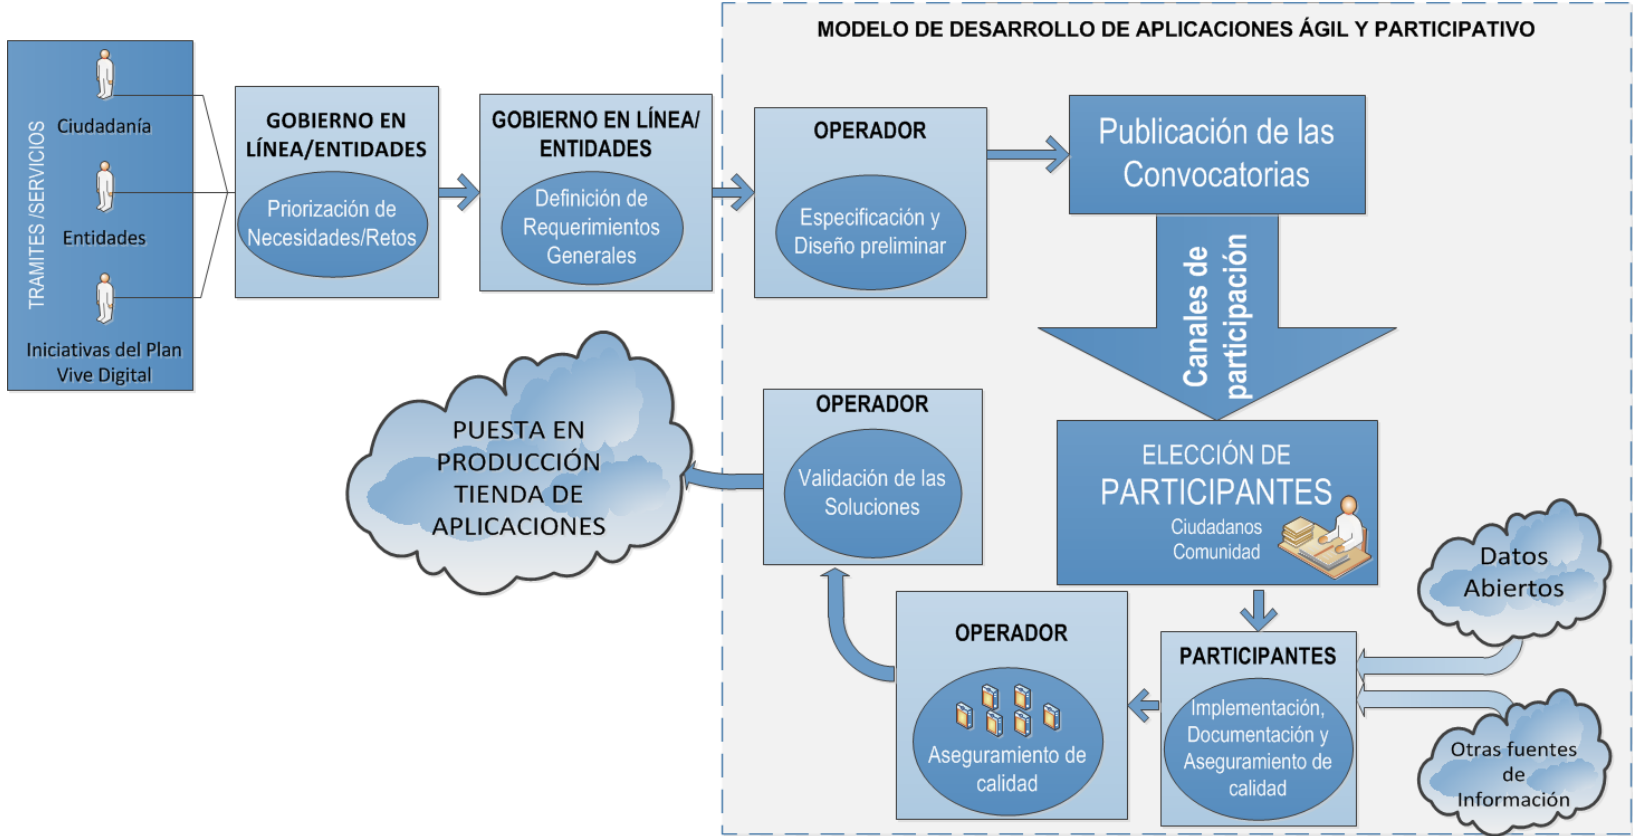 MODELO DE DESARROLLO DE APLICACIONES ÁGIL Y PARTICIPATIVO
TRAMITES /SERVICIOS
Ciudadanía
Entidades
Iniciativas del Plan
Vive Digital
GOBIERNO EN
LÍNEA/ENTIDADES
Priorización de
Necesidades/Retos
GOBIERNO EN LÍNEA/
ENTIDADES
Definición de
Requerimientos
Generales
OPERADOR
Especificación y
Diseño preliminar
Publicación de las
Convocatorias
Canales de
participación
ELECCIÓN DE
PARTICIPANTES
Ciudadanos
Comunidad
Datos
Abiertos
Otras fuentes
de
Información
PARTICIPANTES
Implementación,
Documentación y
Aseguramiento de
calidad
OPERADOR
Aseguramiento de
calidad
OPERADOR
Validación de las
Soluciones
PUESTA EN
PRODUCCIÓN
TIENDA DE
APLICACIONES